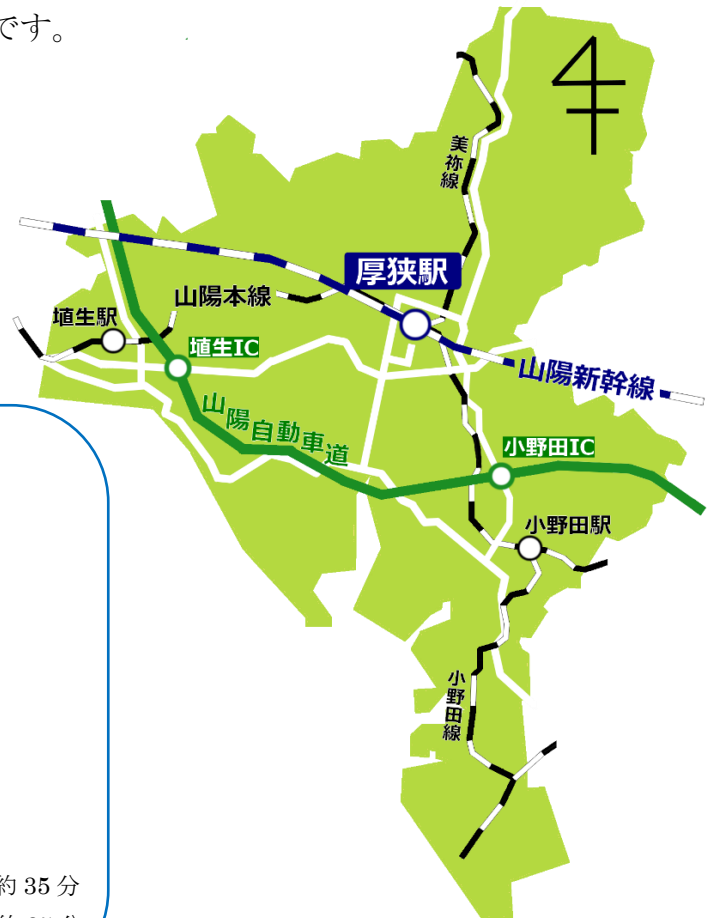 です。
美祢線
厚狭駅
山陽本線
埴生駅
埴生IC
山陽新幹線
山陽自動車道
小野田IC
小野田駅
小野田線
約 35 分